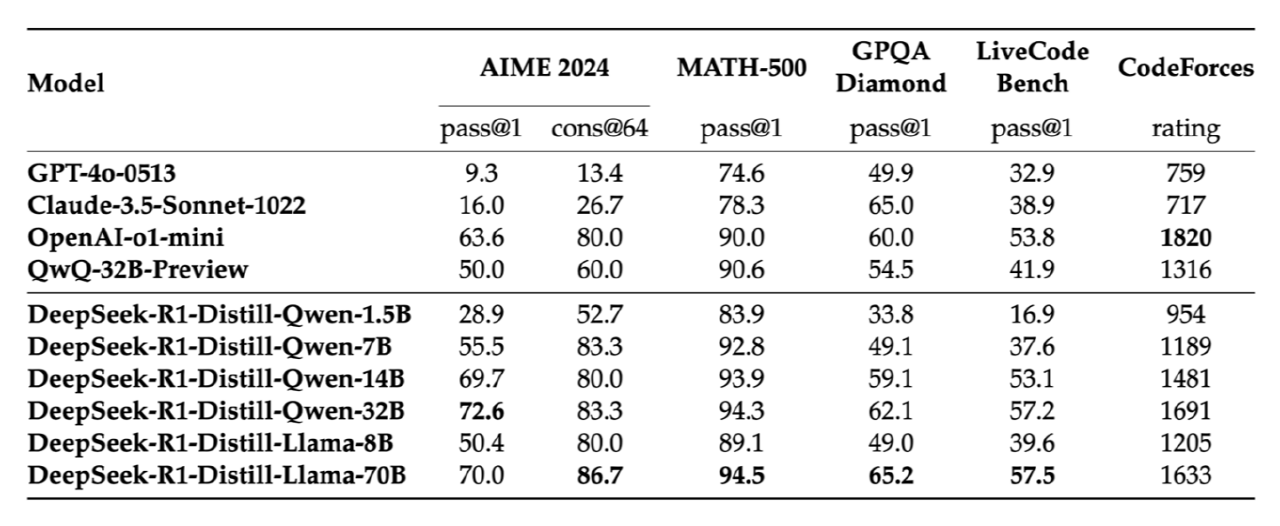 Model AIME 2024 MATH-500 GPQA Diamond LiveCode Bench CodeForces
pass@1 cons@64 pass@1 pass@1 pass@1 rating
GPT-4o-0513 9.3 13.4 74.6 49.9 32.9 759
Claude-3.5-Sonnet-1022 16.0 26.7 78.3 65.0 38.9 717
OpenAI-o1-mini 63.6 80.0 90.0 60.0 53.8 1820
QwQ-32B-Preview 50.0 60.0 90.6 54.5 41.9 1316
DeepSeek-R1-Distill-Qwen-1.5B 28.9 52.7 83.9 33.8 16.9 954
DeepSeek-R1-Distill-Qwen-7B 55.5 83.3 92.8 49.1 37.6 1189
DeepSeek-R1-Distill-Qwen-14B 69.7 80.0 93.9 59.1 53.1 1481
DeepSeek-R1-Distill-Qwen-32B 72.6 83.3 94.3 62.1 57.2 1691
DeepSeek-R1-Distill-Llama-8B 50.4 80.0 89.1 49.0 39.6 1205
DeepSeek-R1-Distill-Llama-70B 70.0 86.7 94.5 65.2 57.5 1633